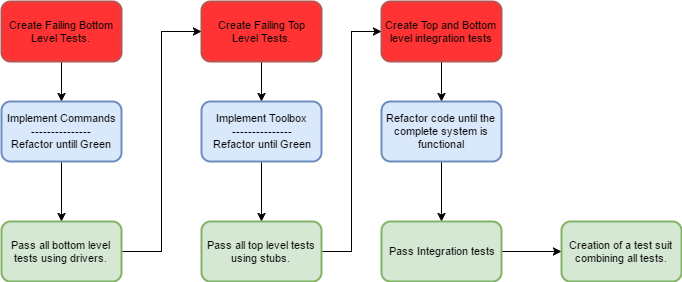 Create Failing Bottom
Level Tests.
Implement Commands
---------------
Refactor untill Green
Pass all bottom level
tests using drivers.
Create Failing Top
Level Tests.
Implement Toolbox
---------------
Refactor until Green
Pass all top level tests
using stubs.
Create Top and Bottom
level integration tests
Refactor code until the
complete system is
functional
Pass Integration tests
Creation of a test suit
combining all tests.